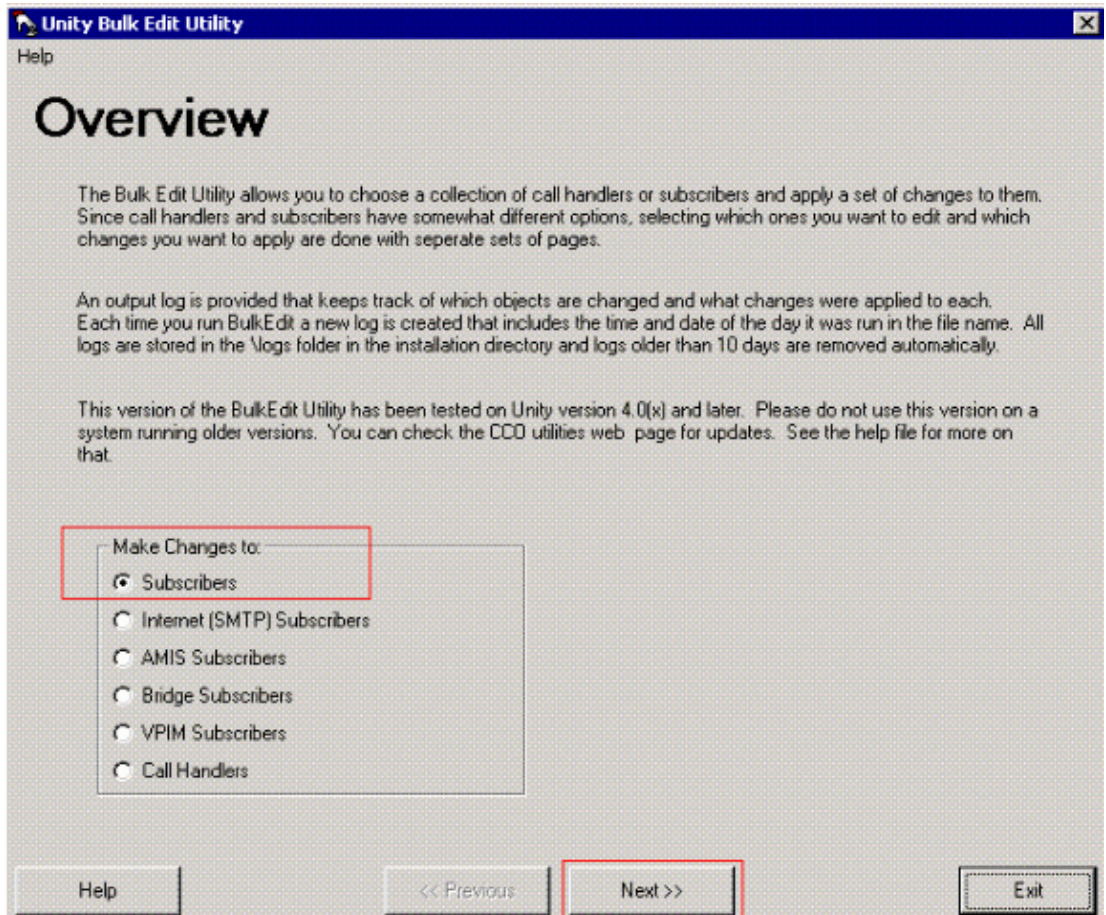 Unity Bulk Edit Utility
Help
Overview
The Bulk Edit Utility allows you to choose a collection of call handlers or subscribers and apply a set of changes to them.
Since call handlers and subscribers have somewhat different options, selecting which ones you want to edit and which
changes you want to apply are done with seperate sets of pages.
An output log is provided that keeps track of which objects are changed and what changes were applied to each.
Each time you run BulkEdit a new log is created that includes the time and date of the day it was run in the file name. All
logs are stored in the \logs folder in the installation directory and logs older than 10 days are removed automatically.
This version of the BulkEdit Utility has been tested on Unity version 4.0(x) and later. Please do not use this version on a
system running older versions. You can check the CCO utilities web page for updates. See the help file for more on
that.
Make Changes to:
Subscribers
Internet (SMTP) Subscribers
AMIS Subscribers
Bridge Subscribers
VPIM Subscribers
Call Handlers
Help
<< Previous
Next >>
Exit